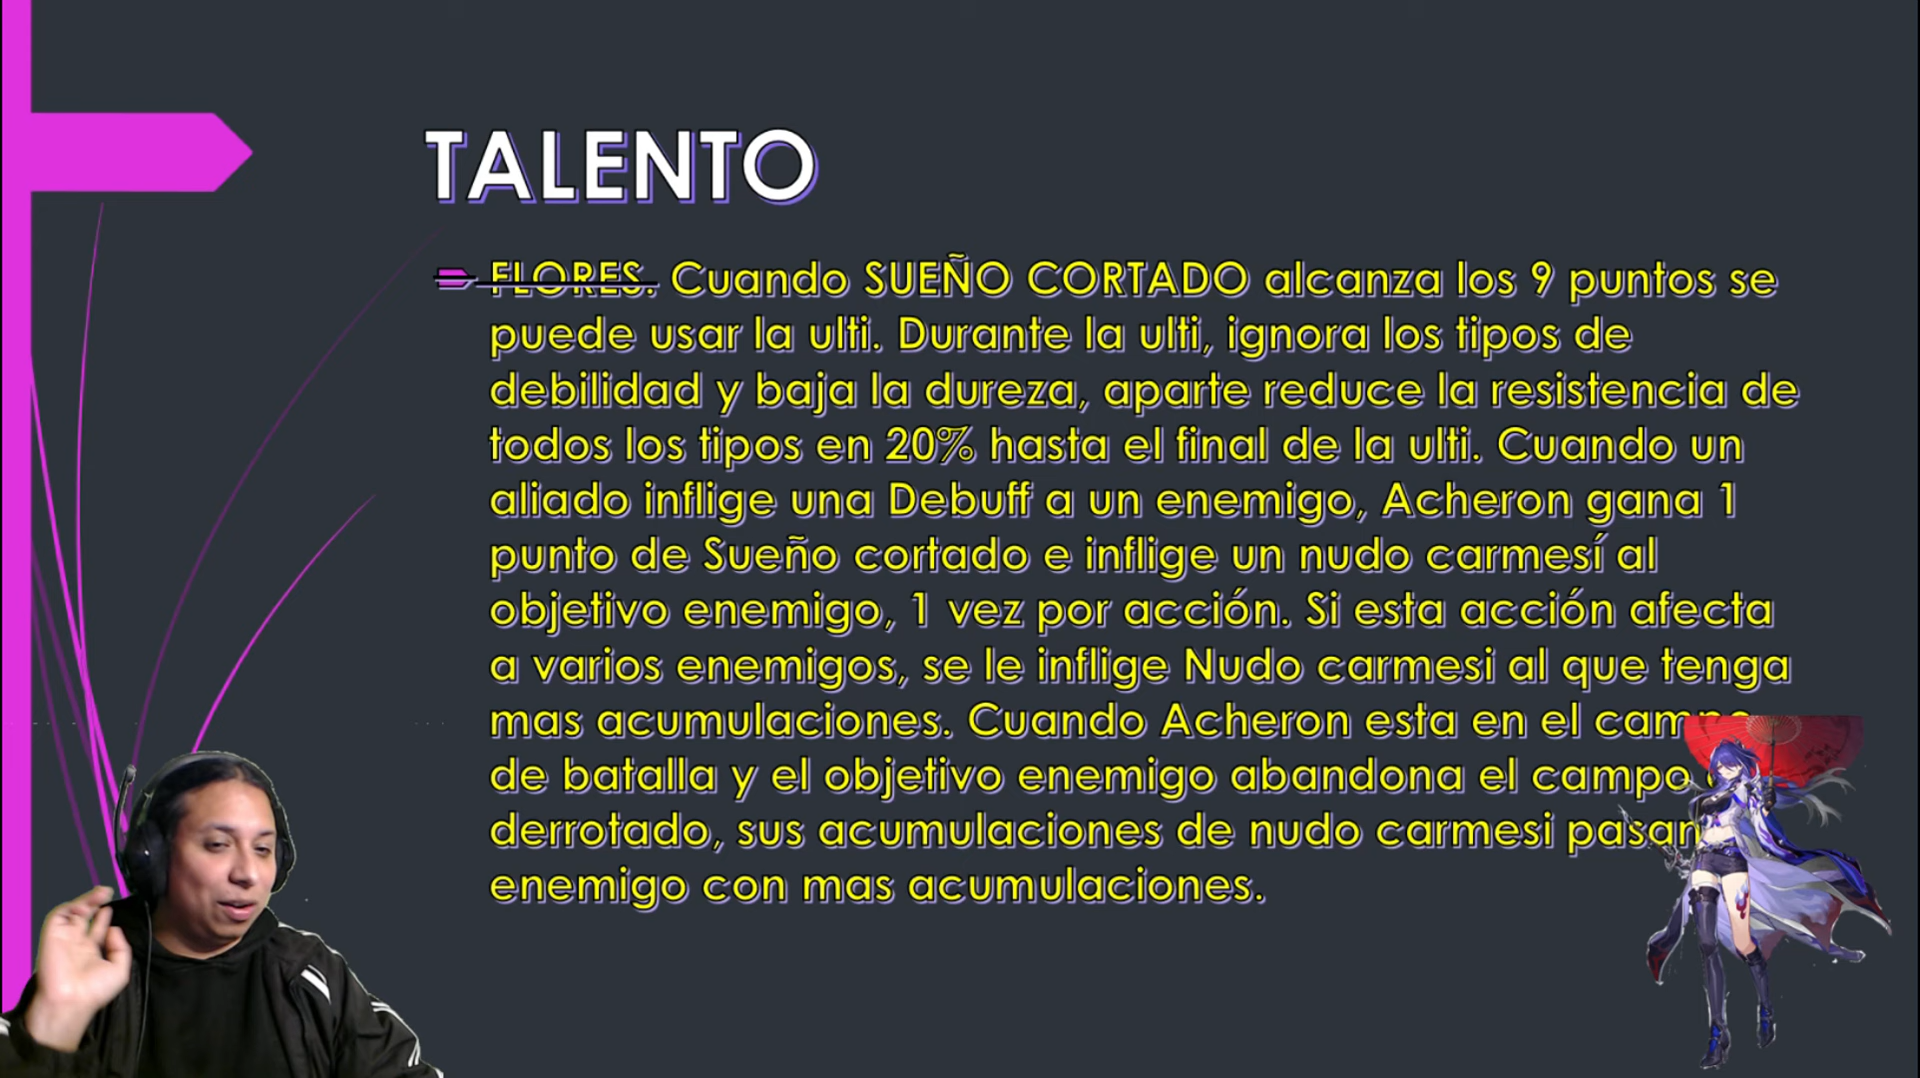 TALENTO
FLORES. Cuando SUEÑO CORTADO alcanza los 9 puntos se
puede usar la ulti. Durante la ulti, ignora los tipos de
debilidad y baja la dureza, aparte reduce la resistencia de
todos los tipos en 20% hasta el final de la ulti. Cuando un
aliado inflige una Debuff a un enemigo, Acheron gana 1
punto de Sueño cortado e inflige un nudo carmesí al
objetivo enemigo, 1 vez por acción. Si esta acción afecta
a varios enemigos, se le inflige Nudo carmesi al que tenga
mas acumulaciones. Cuando Acheron esta en el campo
de batalla y el objetivo enemigo abandona el campo
derrotado, sus acumulaciones de nudo carmesi pasan
enemigo con mas acumulaciones.